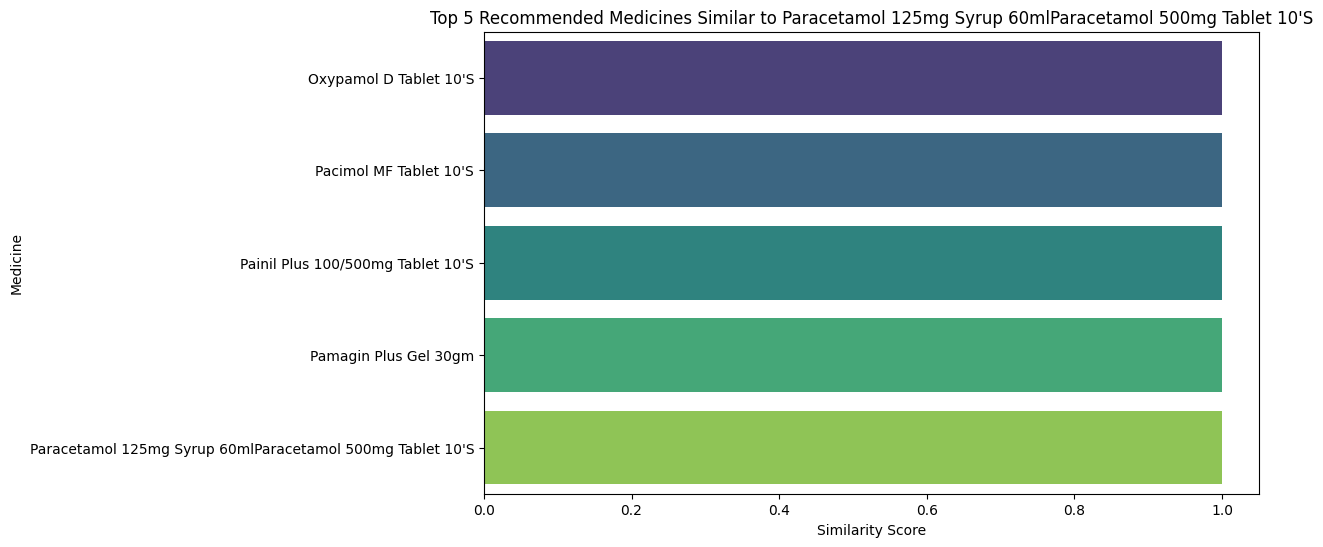 Top 5 Recommended Medicines Similar to Paracetamol 125mg Syrup 60mlParacetamol 500mg Tablet 10'S
Medicine
Oxypamol D Tablet 10'S
Pacimol MF Tablet 10'S
Painil Plus 100/500mg Tablet 10'S
Pamagin Plus Gel 30gm
Paracetamol 125mg Syrup 60mlParacetamol 500mg Tablet 10'S
0.0 0.2 0.4 0.6 0.8 1.0
Similarity Score